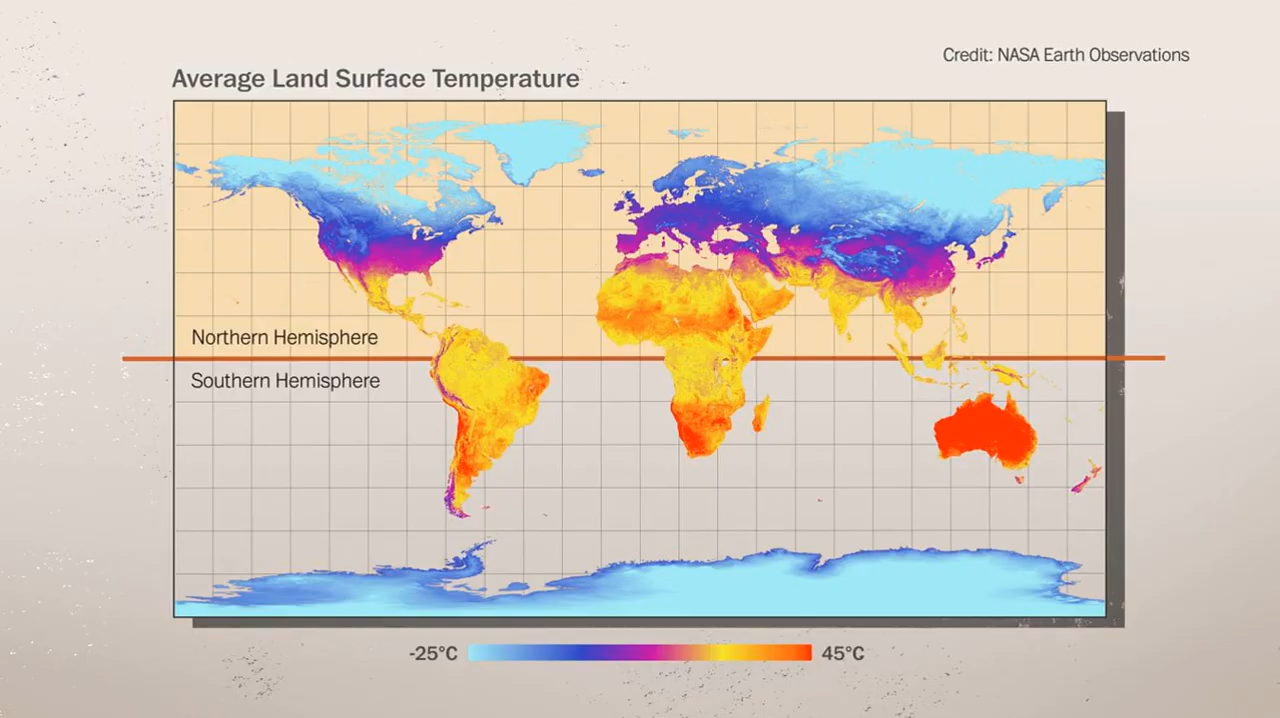 Credit: NASA Earth Observations
Average Land Surface Temperature
Northern Hemisphere
Southern Hemisphere
-25°C 45°C